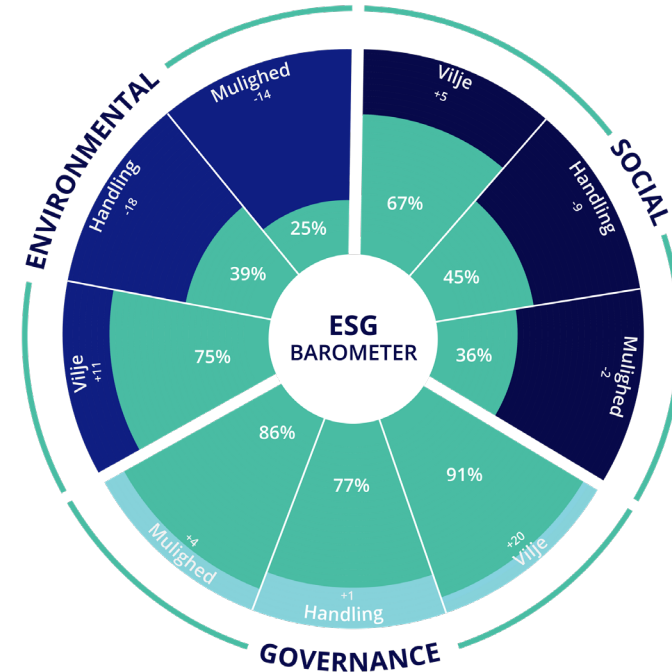 ENVIRONMENTAL
Mulighed
-14
25%
Handling
-18
39%
Vilje
+11
75%
SOCIAL
Vilje
+5
67%
Handling
-9
45%
Mulighed
-2
36%
ESG
BAROMETER
GOVERNANCE
86%
+4
Mulighed
77%
+1
Handling
91%
+20
Vilje